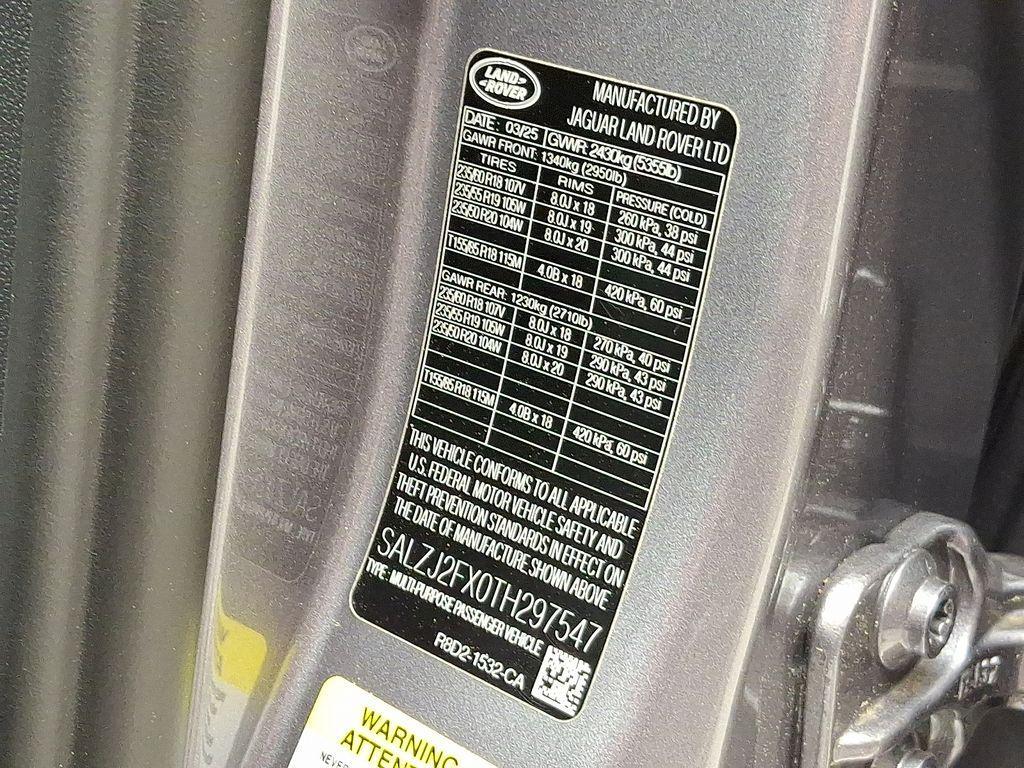 LAND-
-ROVER
MANUFACTURED BY
JAGUAR LAND ROVER LTD
DATE: 03/25 GVWR: 2430kg (5355lb)
GAWR FRONT: 1340kg (2950lb)
TIRES RIMS PRESSURE (COLD)
235/60 R18 107V 8.0J x 18 260 kPa, 38 psi
235/55 R19 105W 8.0J x 19 300 kPa, 44 psi
235/50 R20 104W 8.0J x 20 300 kPa, 44 psi
T155/85 R18 115M 4.0B x 18 420 kPa, 60 psi
GAWR REAR: 1230kg (2710lb)
235/60 R18 107V 8.0J x 18 270 kPa, 40 psi
235/55 R19 105W 8.0J x 19 290 kPa, 43 psi
235/50 R20 104W 8.0J x 20 290 kPa, 43 psi
T155/85 R18 115M 4.0B x 18 420 kPa, 60 psi
THIS VEHICLE CONFORMS TO ALL APPLICABLE
U.S. FEDERAL MOTOR VEHICLE SAFETY AND
THEFT PREVENTION STANDARDS IN EFFECT ON
THE DATE OF MANUFACTURE SHOWN ABOVE
SALZJ2FX0TH297547
TYPE: MULTI-PURPOSE PASSENGER VEHICLE
R8D2-1532-CA
WARNING
ATTENT
NEVER